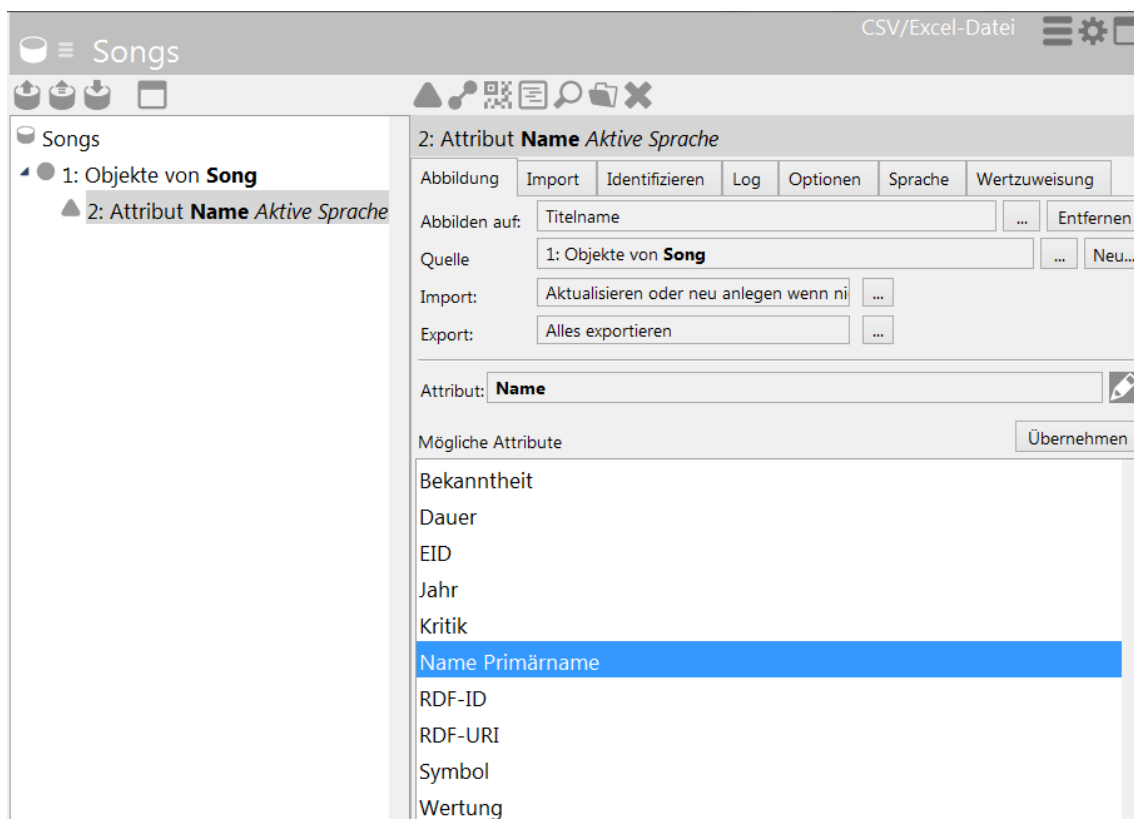 CSV/Excel-Datei
Songs
Songs
1: Objekte von Song
2: Attribut Name Aktive Sprache
2: Attribut Name Aktive Sprache
Abbildung Import Identifizieren Log Optionen Sprache Wertzuweisung
Abbilden auf: Titelname ... Entfernen
Quelle 1: Objekte von Song ... Neu...
Import: Aktualisieren oder neu anlegen wenn ni ...
Export: Alles exportieren ...
Attribut: Name
Mögliche Attribute Übernehmen
Bekanntheit
Dauer
EID
Jahr
Kritik
Name Primärname
RDF-ID
RDF-URI
Symbol
Wertung